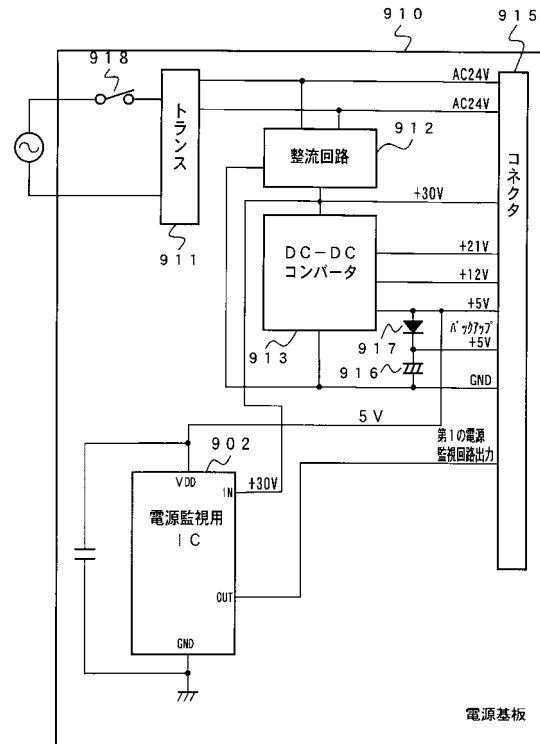 910
915
918
AC24V
AC24V
トランス
911
整流回路
912
コネクタ
+30V
DC-DC
コンバータ
913
+21V
+12V
+5V
バックアップ
+5V
917
916
GND
5V
第1の電源
監視回路出力
902
VDD
IN
+30V
電源監視用
IC
OUT
GND
電源基板